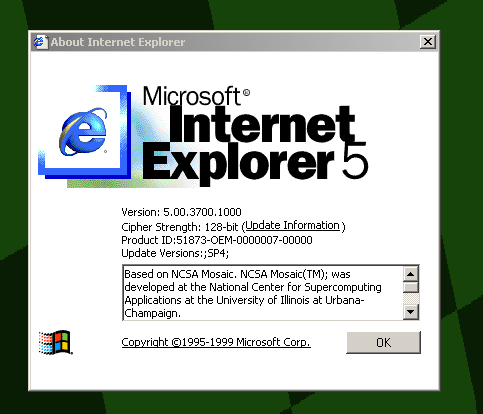 About Internet Explorer
Microsoft®
Internet
Explorer 5
Version: 5.00.3700.1000
Cipher Strength: 128-bit (Update Information )
Product ID:51873-OEM-0000007-00000
Update Versions:;SP4;
Based on NCSA Mosaic. NCSA Mosaic(TM); was
developed at the National Center for Supercomputing
Applications at the University of Illinois at Urbana-
Champaign.
Copyright ©1995-1999 Microsoft Corp.
OK